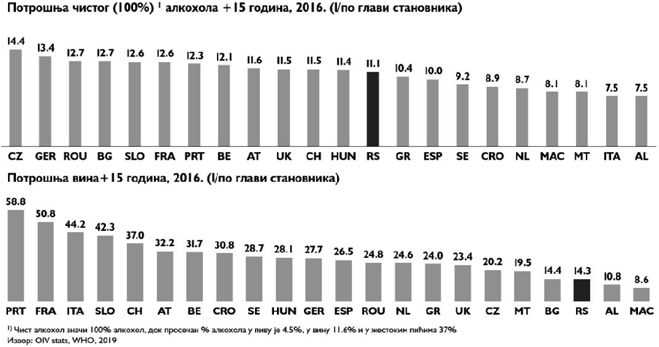 Потрошња чистог (100%) ¹ алкохола +15 година, 2016. (l/по глави становника)
14.4 13.4 12.7 12.7 12.6 12.6 12.3 12.1 11.6 11.5 11.5 11.4 11.1 10.4 10.0 9.2 8.9 8.7 8.1 8.1 7.5 7.5
CZ GER ROU BG SLO FRA PRT BE AT UK CH HUN RS GR ESP SE CRO NL MAC MT ITA AL
Потрошња вина+15 година, 2016. (l/по глави становника)
58.8 50.8 44.2 42.3 37.0 32.2 31.7 30.8 28.7 28.1 27.7 26.5 24.8 24.6 24.0 23.4 20.2 19.5 14.4 14.3 10.8 8.6
PRT FRA ITA SLO CH AT BE CRO SE HUN GER ESP ROU NL GR UK CZ MT BG RS AL MAC
¹⁾ Чист алкохол значи 100% алкохол, док просечан % алкохола у пиву је 4.5%, у вину 11.6% и у жестоким пићима 37%
Извор: OIV stats, WHO, 2019